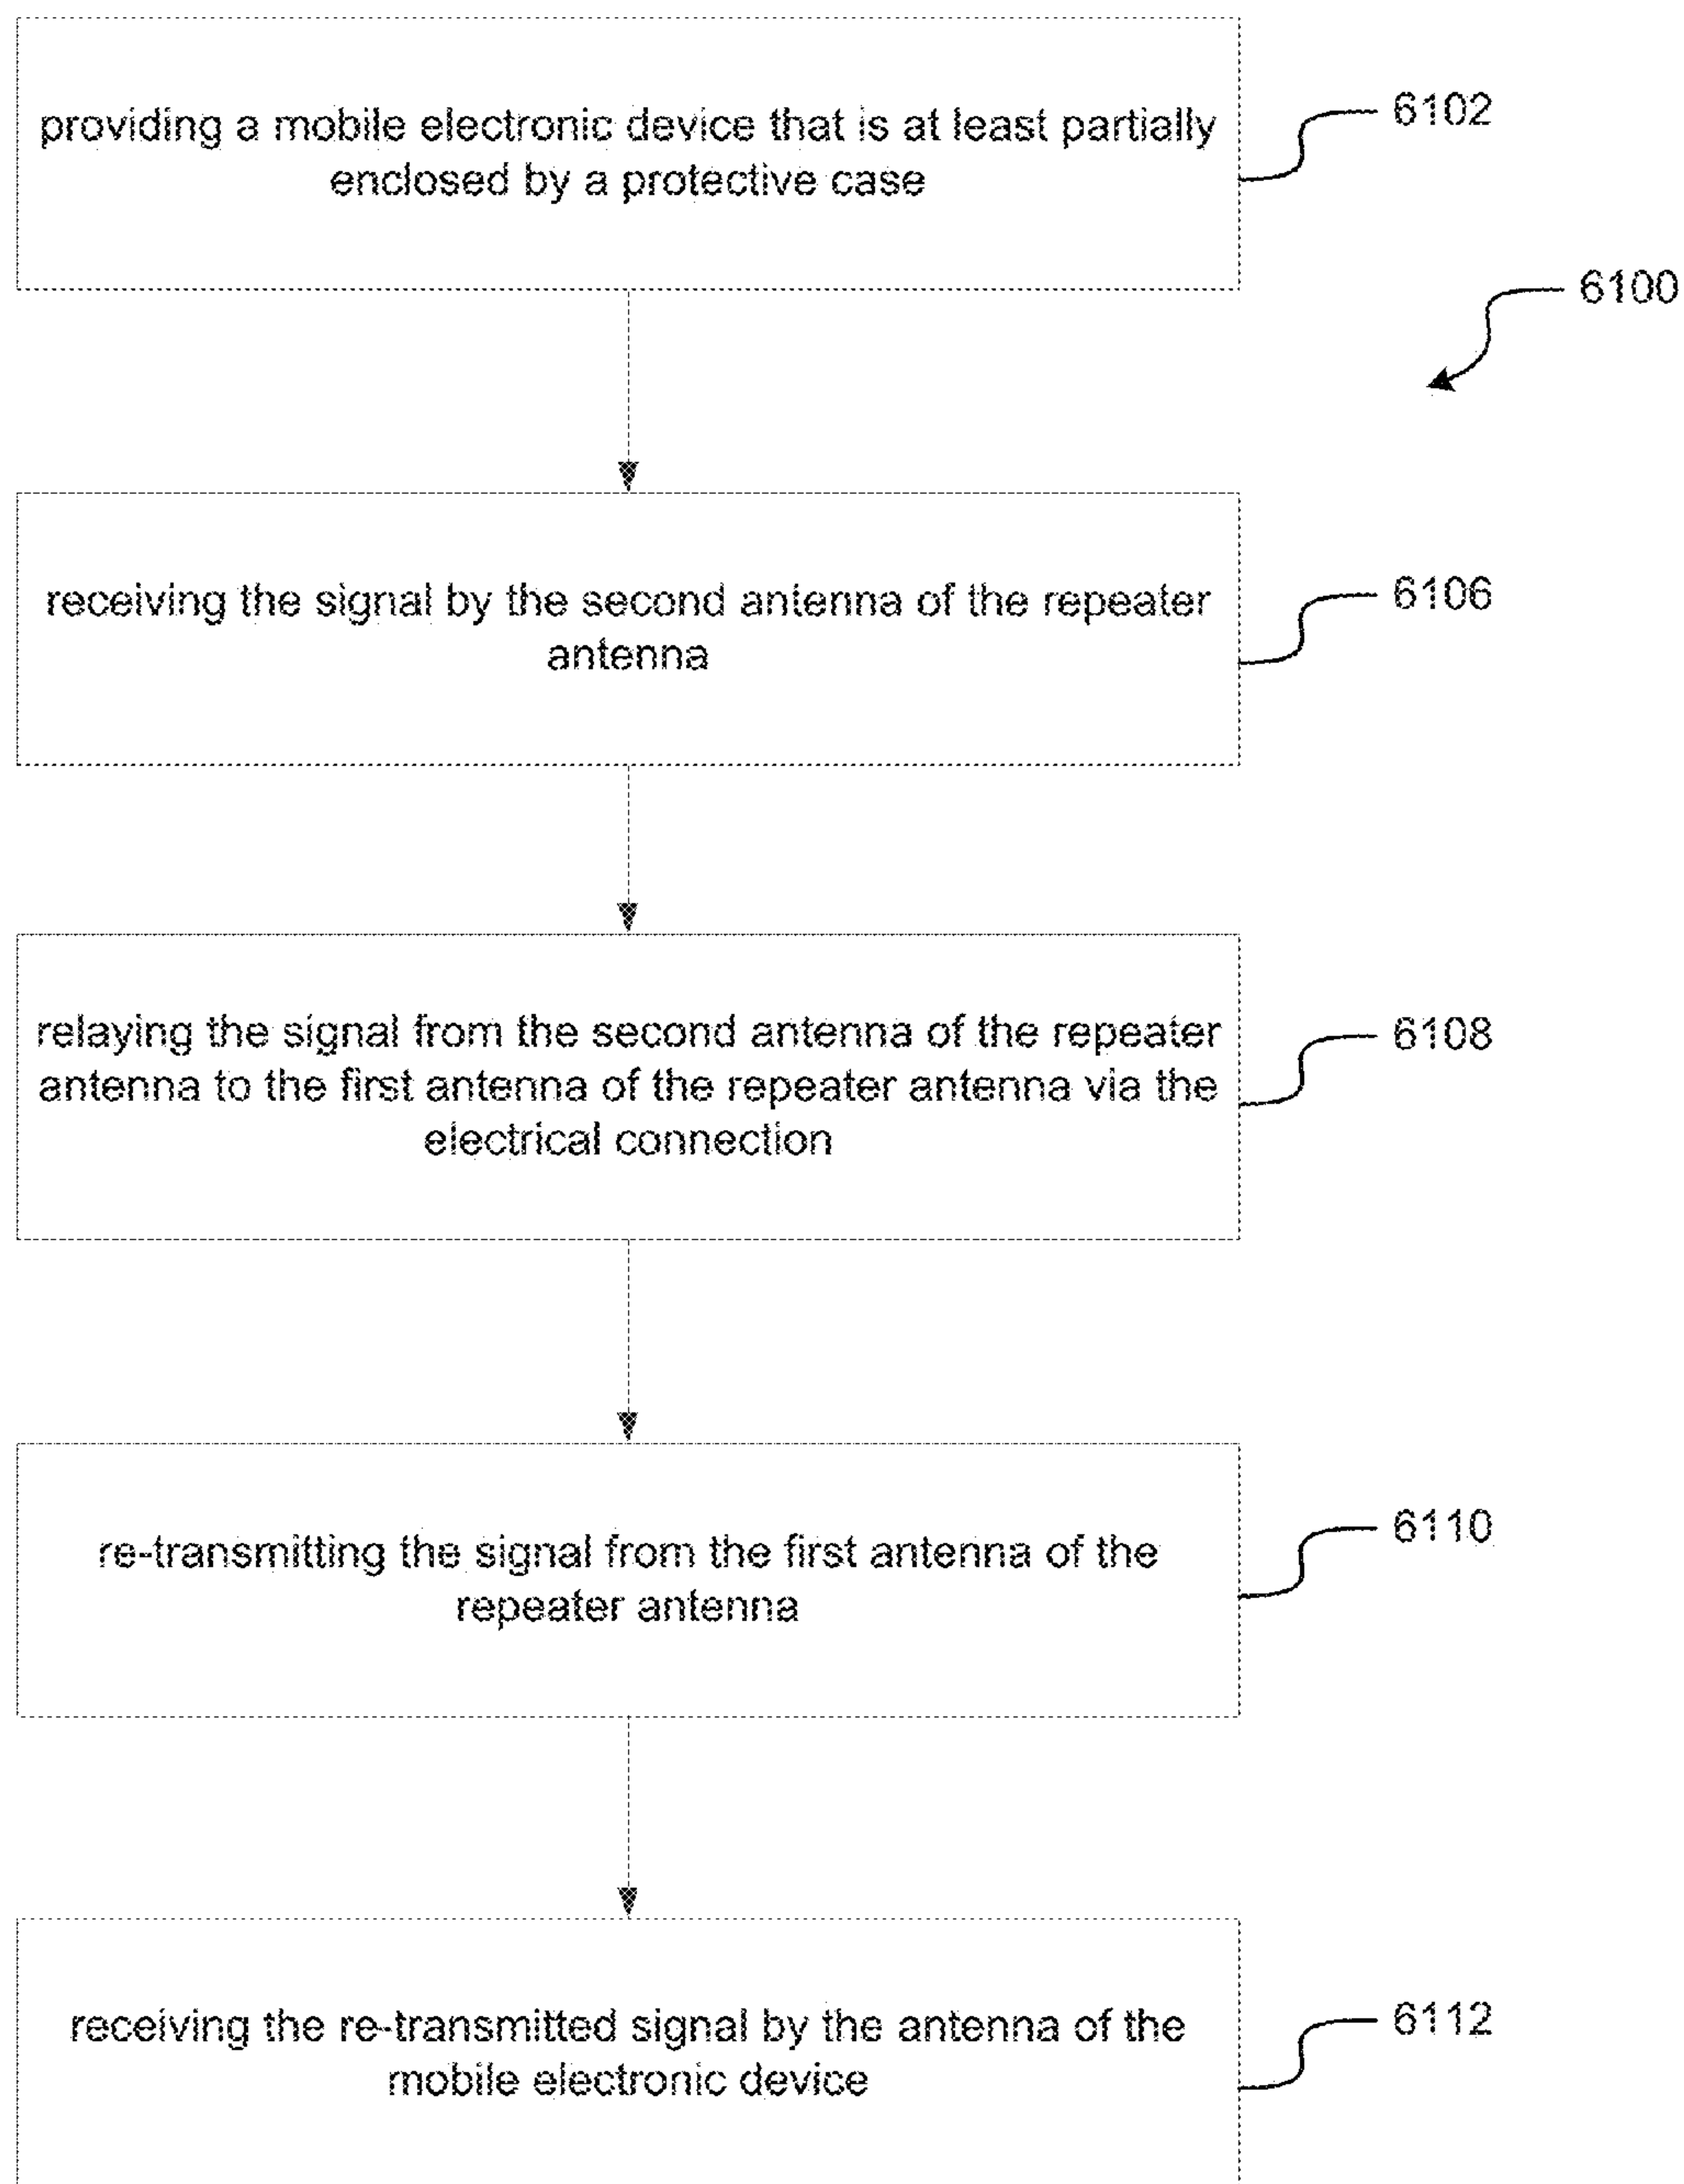 providing a mobile electronic device that is at least partially
enclosed by a protective case
6102
6100
receiving the signal by the second antenna of the repeater
antenna
6106
relaying the signal from the second antenna of the repeater
antenna to the first antenna of the repeater antenna via the
electrical connection
6108
re-transmitting the signal from the first antenna of the
repeater antenna
6110
receiving the re-transmitted signal by the antenna of the
mobile electronic device
6112